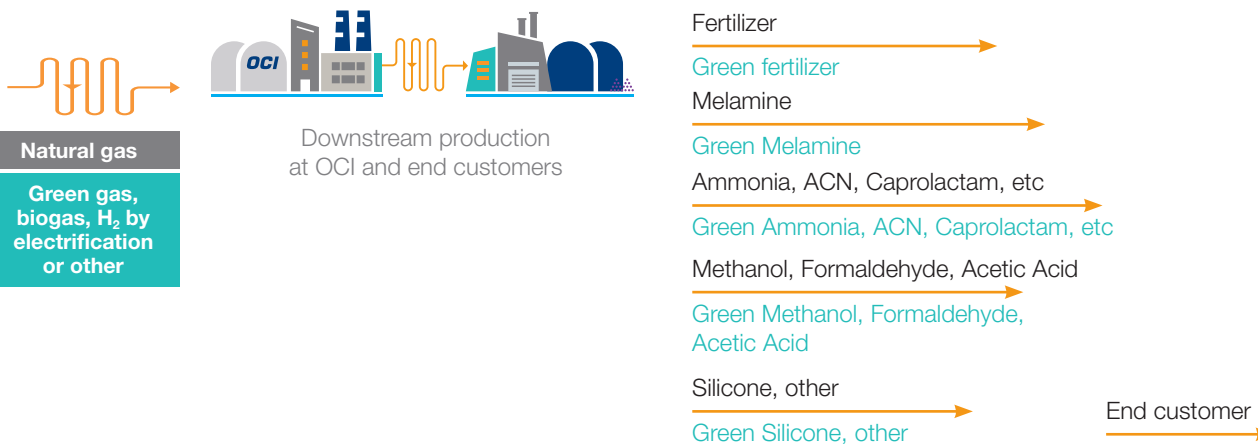 OCI
Natural gas
Green gas,
biogas, H₂ by
electrification
or other
Downstream production
at OCI and end customers
Fertilizer
Green fertilizer
Melamine
Green Melamine
Ammonia, ACN, Caprolactam, etc
Green Ammonia, ACN, Caprolactam, etc
Methanol, Formaldehyde, Acetic Acid
Green Methanol, Formaldehyde,
Acetic Acid
Silicone, other
Green Silicone, other
End customer